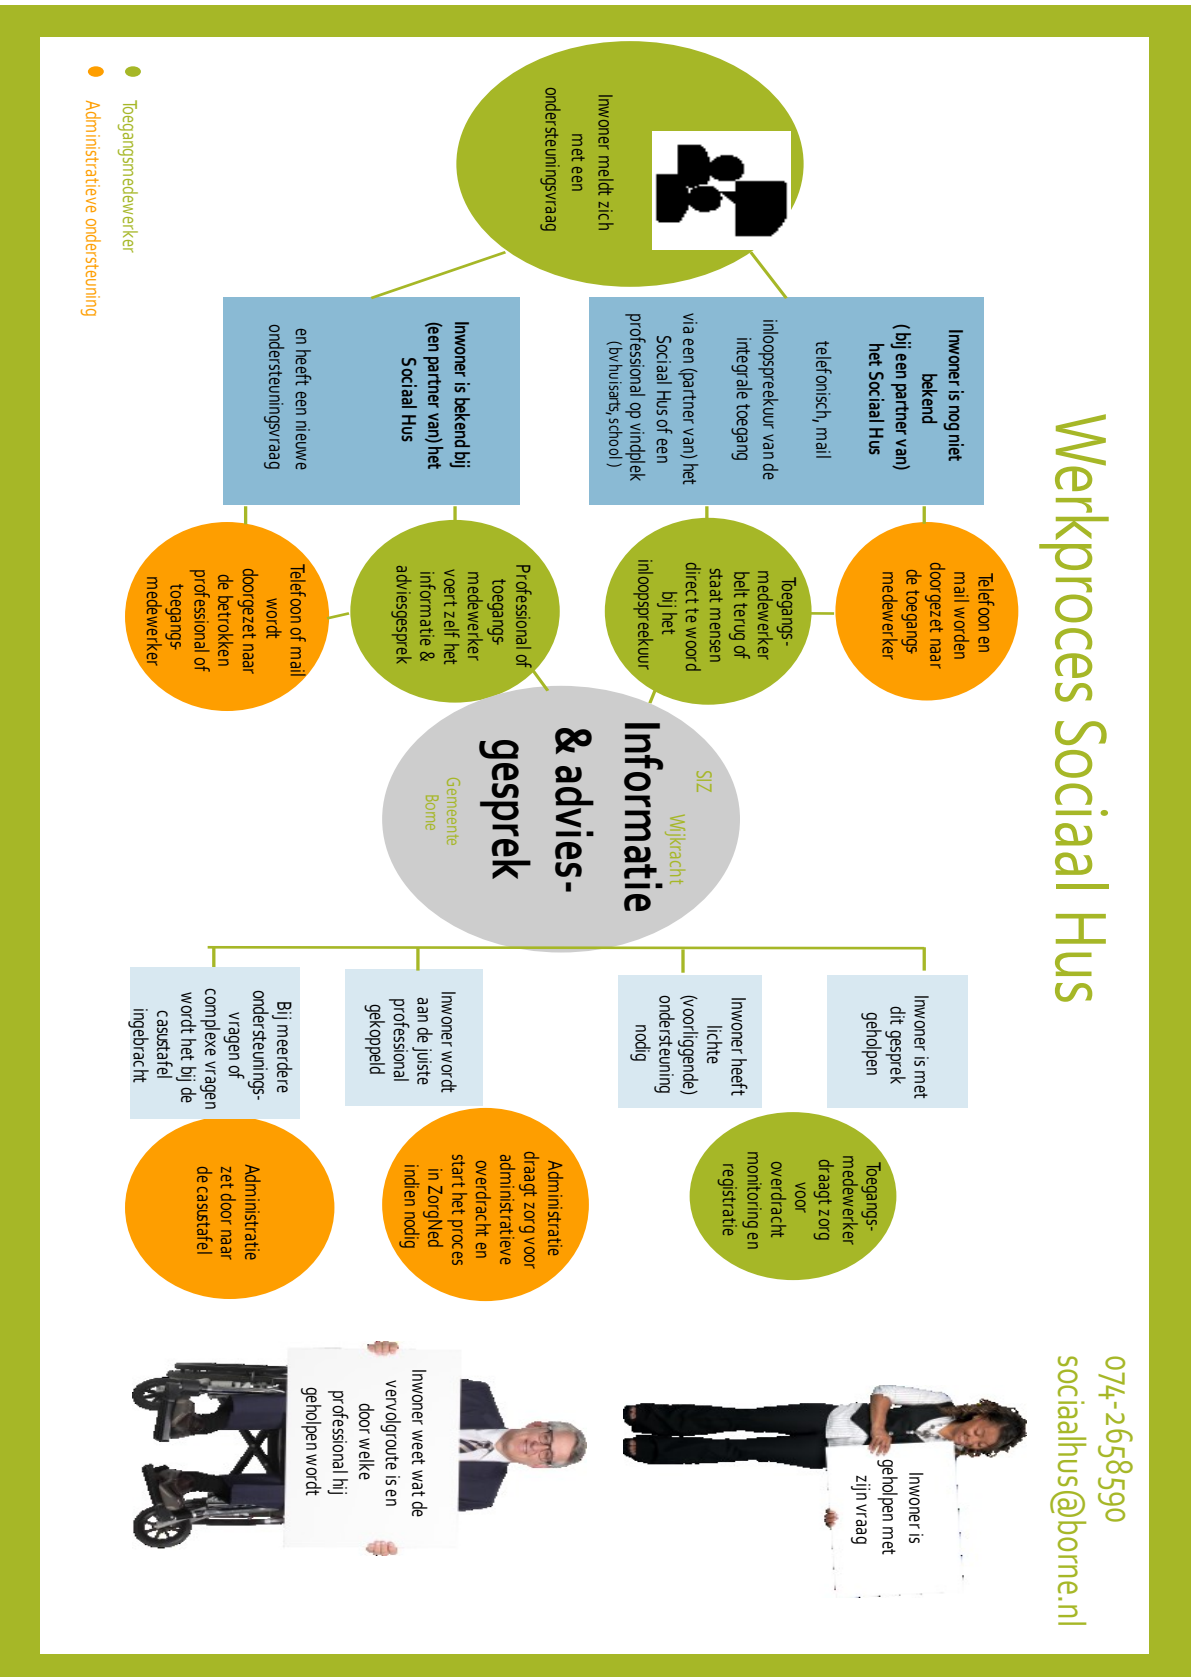 Werkproces Sociaal Hus
074-2658590
sociaalhus@borne.nl
Inwoner meldt zich
met een
ondersteuningsvraag
Inwoner is nog niet
bekend
( bij een partner van)
het Sociaal Hus
telefonisch, mail
inloopspreekuur van de
integrale toegang
via een (partner van) het
Sociaal Hus of een
professional op vindplek
( bv huisarts, school )
Inwoner is bekend bij
(een partner van) het
Sociaal Hus
en heeft een nieuwe
ondersteuningsvraag
Telefoon en
mail worden
doorgezet naar
de toegangs-
medewerker
Toegangs-
medewerker
belt terug of
staat mensen
direct te woord
bij het
inloopspreekuur
Professional of
toegangs-
medewerker
voert zelf het
informatie &
adviesgesprek
Telefoon of mail
wordt
doorgezet naar
de betrokken
professional of
toegangs-
medewerker
SIZ
Wijkracht
Informatie
& advies-
gesprek
Gemeente
Borne
Inwoner is met
dit gesprek
geholpen
Inwoner heeft
lichte
(voorliggende)
ondersteuning
nodig
Inwoner wordt
aan de juiste
professional
gekoppeld
Bij meerdere
ondersteunings-
vragen of
complexe vragen
wordt het bij de
casustafel
ingebracht
Toegangs-
medewerker
draagt zorg
voor
overdracht
monitoring en
registratie
Administratie
draagt zorg voor
administratieve
overdracht en
start het proces
in ZorgNed
indien nodig
Administratie
zet door naar
de casustafel
Inwoner is
geholpen met
zijn vraag
Inwoner weet wat de
vervolgroute is en
door welke
professional hij
geholpen wordt
Toegangsmedewerker
Administratieve ondersteuning